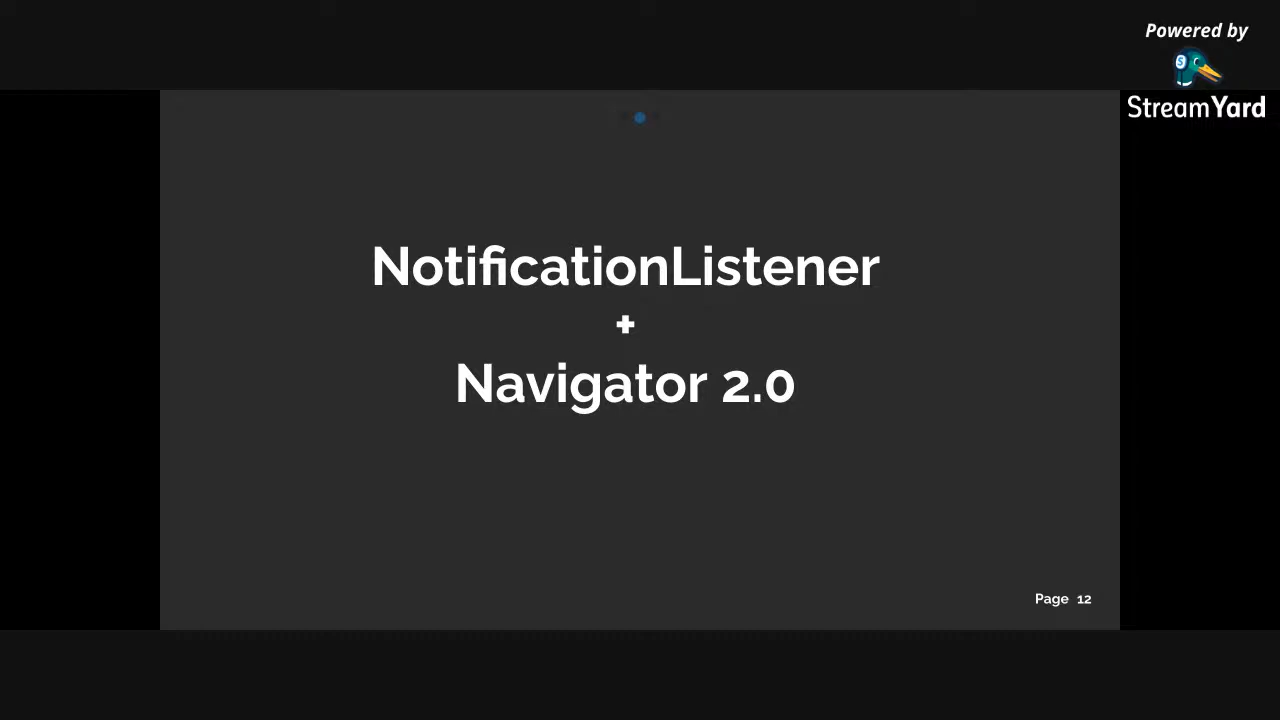 Powered by
StreamYard
NotificationListener
+
Navigator 2.0
Page 12